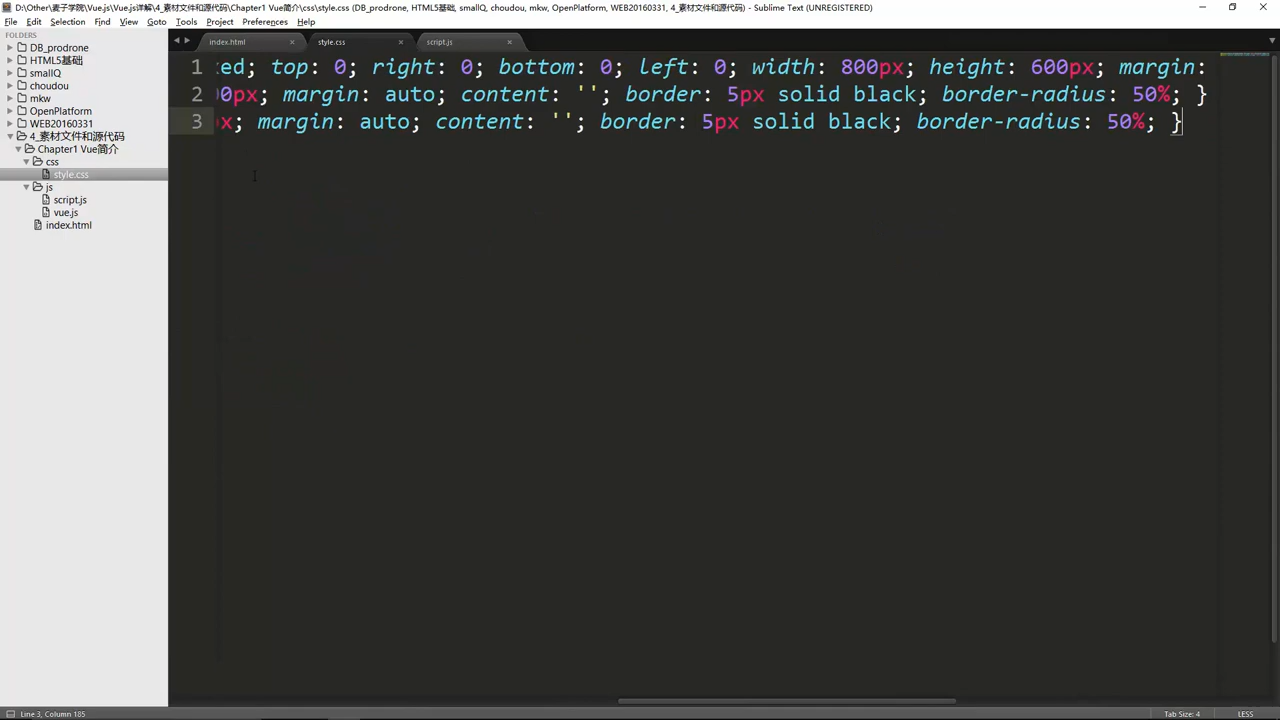 D:\Other\麦子学院\Vue.js\Vue.js详解\4_素材文件和源代码\Chapter1 Vue简介\css\style.css (DB_prodrone, HTML5基础, smallQ, choudou, mkw, OpenPlatform, WEB20160331, 4_素材文件和源代码) - Sublime Text (UNREGISTERED)
File Edit Selection Find View Goto Tools Project Preferences Help
FOLDERS
DB_prodrone
HTML5基础
smallQ
choudou
mkw
OpenPlatform
WEB20160331
4_素材文件和源代码
Chapter1 Vue简介
css
style.css
js
script.js
vue.js
index.html
index.html style.css script.js
1 ked; top: 0; right: 0; bottom: 0; left: 0; width: 800px; height: 600px; margin:
2 00px; margin: auto; content: ''; border: 5px solid black; border-radius: 50%; }
3 x; margin: auto; content: ''; border: 5px solid black; border-radius: 50%; }
Line 3, Column 185
Tab Size: 4
LESS